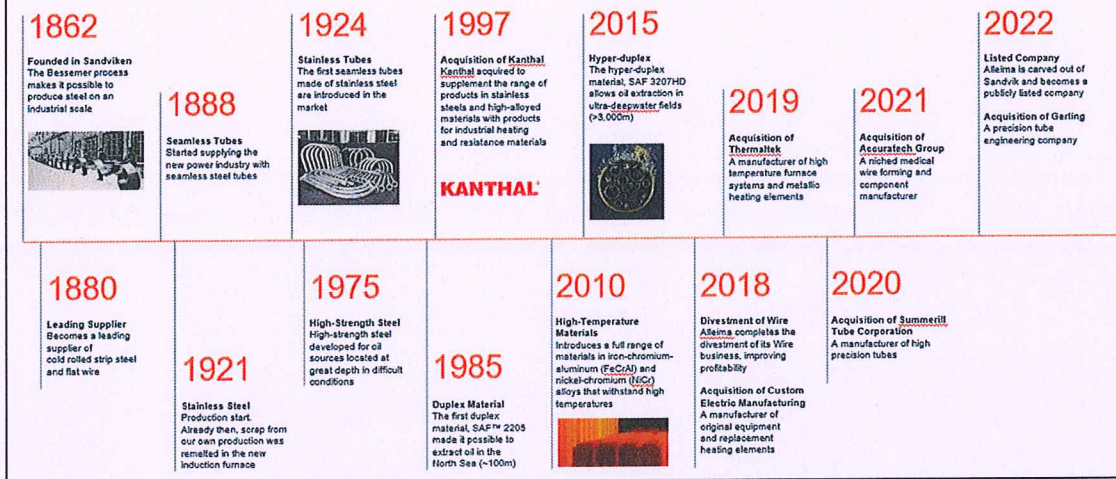 1862
Founded in Sandviken
The Bessemer process
makes it possible to
produce steel on an
industrial scale
1888
Seamless Tubes
Started supplying the
new power industry with
seamless steel tubes
1924
Stainless Tubes
The first seamless tubes
made of stainless steel
are introduced in the
market
1997
Acquisition of Kanthal
Kanthal acquired to
supplement the range of
products in stainless
steels and high-alloyed
materials with products
for industrial heating
and resistance materials
KANTHAL
2015
Hyper-duplex
The hyper-duplex
material, SAF 3207HD
allows oil extraction in
ultra-deepwater fields
(>3,000m)
2019
Acquisition of
Thermaltek
A manufacturer of high
temperature furnace
systems and metallic
heating elements
2021
Acquisition of
Accuratech Group
A niched medical
wire forming and
component
manufacturer
2022
Listed Company
Alleima is carved out of
Sandvik and becomes a
publicly listed company
Acquisition of Gerling
A precision tube
engineering company
1880
Leading Supplier
Becomes a leading
supplier of
cold rolled strip steel
and flat wire
1921
Stainless Steel
Production start.
Already then, scrap from
our own production was
remelted in the new
induction furnace
1975
High-Strength Steel
High-strength steel
developed for oil
sources located at
great depth in difficult
conditions
1985
Duplex Material
The first duplex
material, SAF™ 2205
made it possible to
extract oil in the
North Sea (~100m)
2010
High-Temperature
Materials
Introduces a full range of
materials in iron-chromium-
aluminum (FeCrAl) and
nickel-chromium (NiCr)
alloys that withstand high
temperatures
2018
Divestment of Wire
Alleima completes the
divestment of its Wire
business, improving
profitability
Acquisition of Custom
Electric Manufacturing
A manufacturer of
original equipment
and replacement
heating elements
2020
Acquisition of Summerill
Tube Corporation
A manufacturer of high
precision tubes